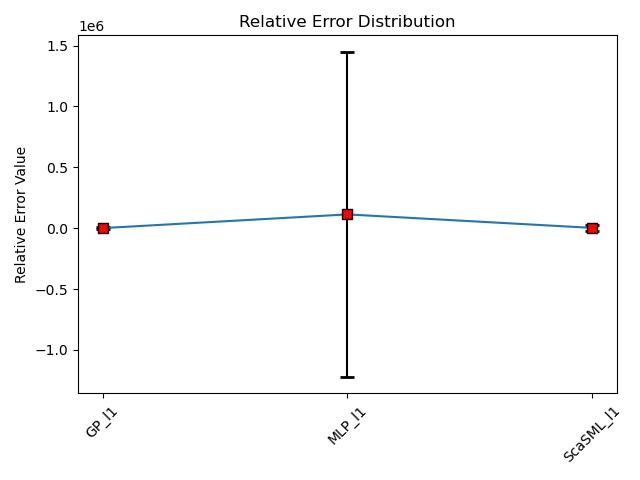 Relative Error Distribution
1e6
1.5
1.0
0.5
0.0
−0.5
−1.0
Relative Error Value
GP_l1
MLP_l1
ScaSML_l1